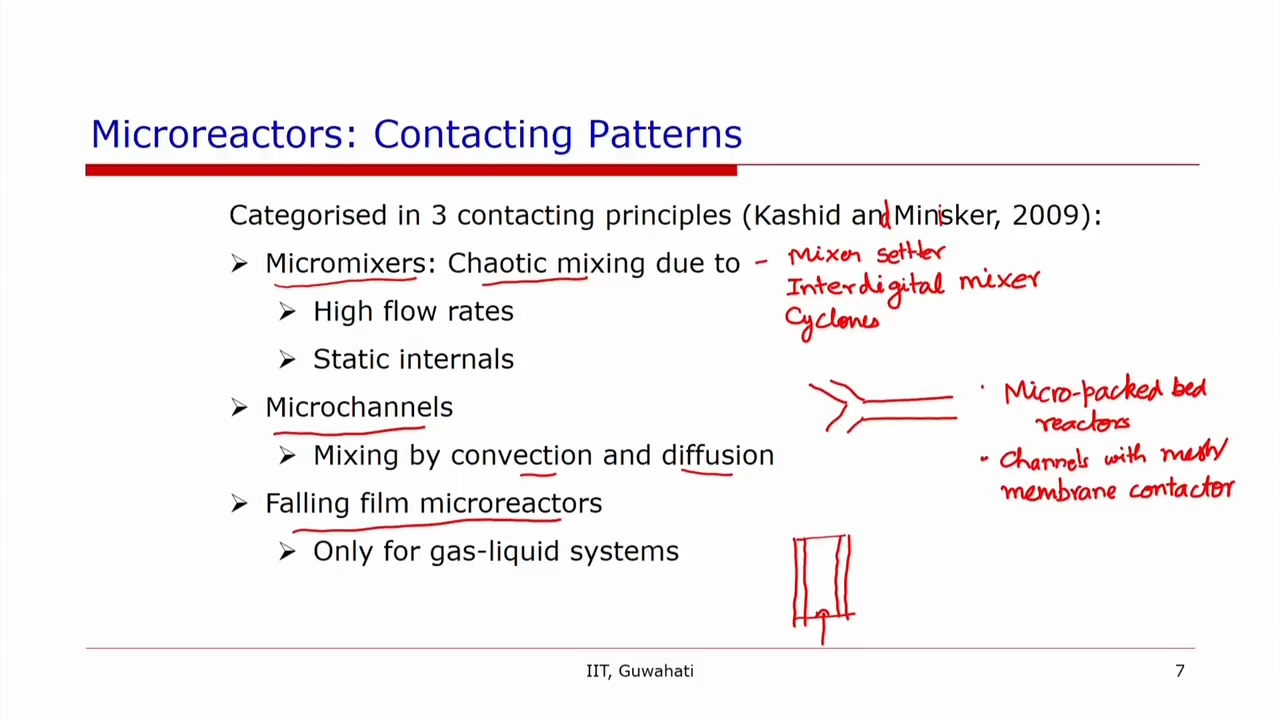 Microreactors: Contacting Patterns
Categorised in 3 contacting principles (Kashid and Minisker, 2009):
Micromixers: Chaotic mixing due to - Mixer settler
Interdigital mixer
Cyclones
High flow rates
Static internals
Microchannels
Micro-packed bed
reactors
Mixing by convection and diffusion
Channels with mesh/
membrane contactor
Falling film microreactors
Only for gas-liquid systems
IIT, Guwahati
7